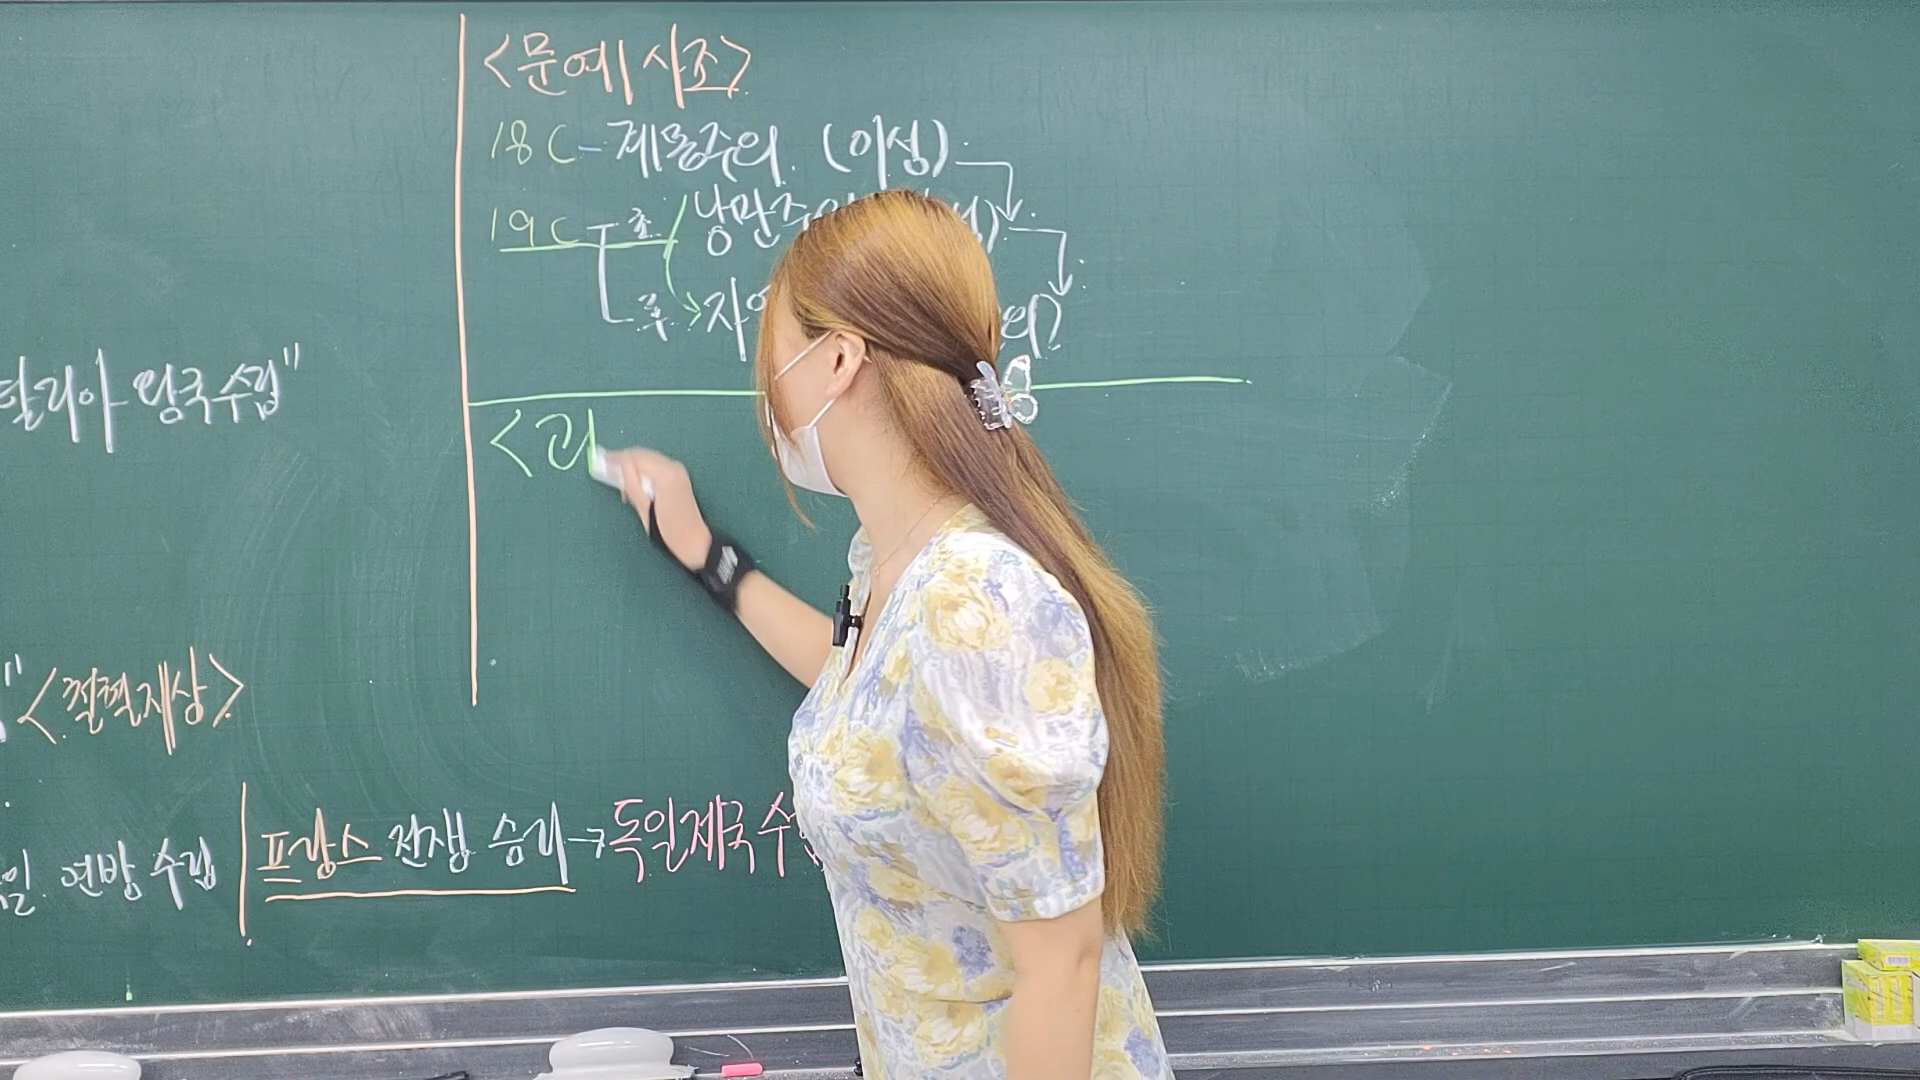 <문예사조>
18C - 계몽주의. (이성)
19C 초 낭만주
후 → 자연
<과
탈리아 왕국수립"
" <철혈재상>
일. 연방 수립
프랑스 전쟁 승리 → 독일제국 수